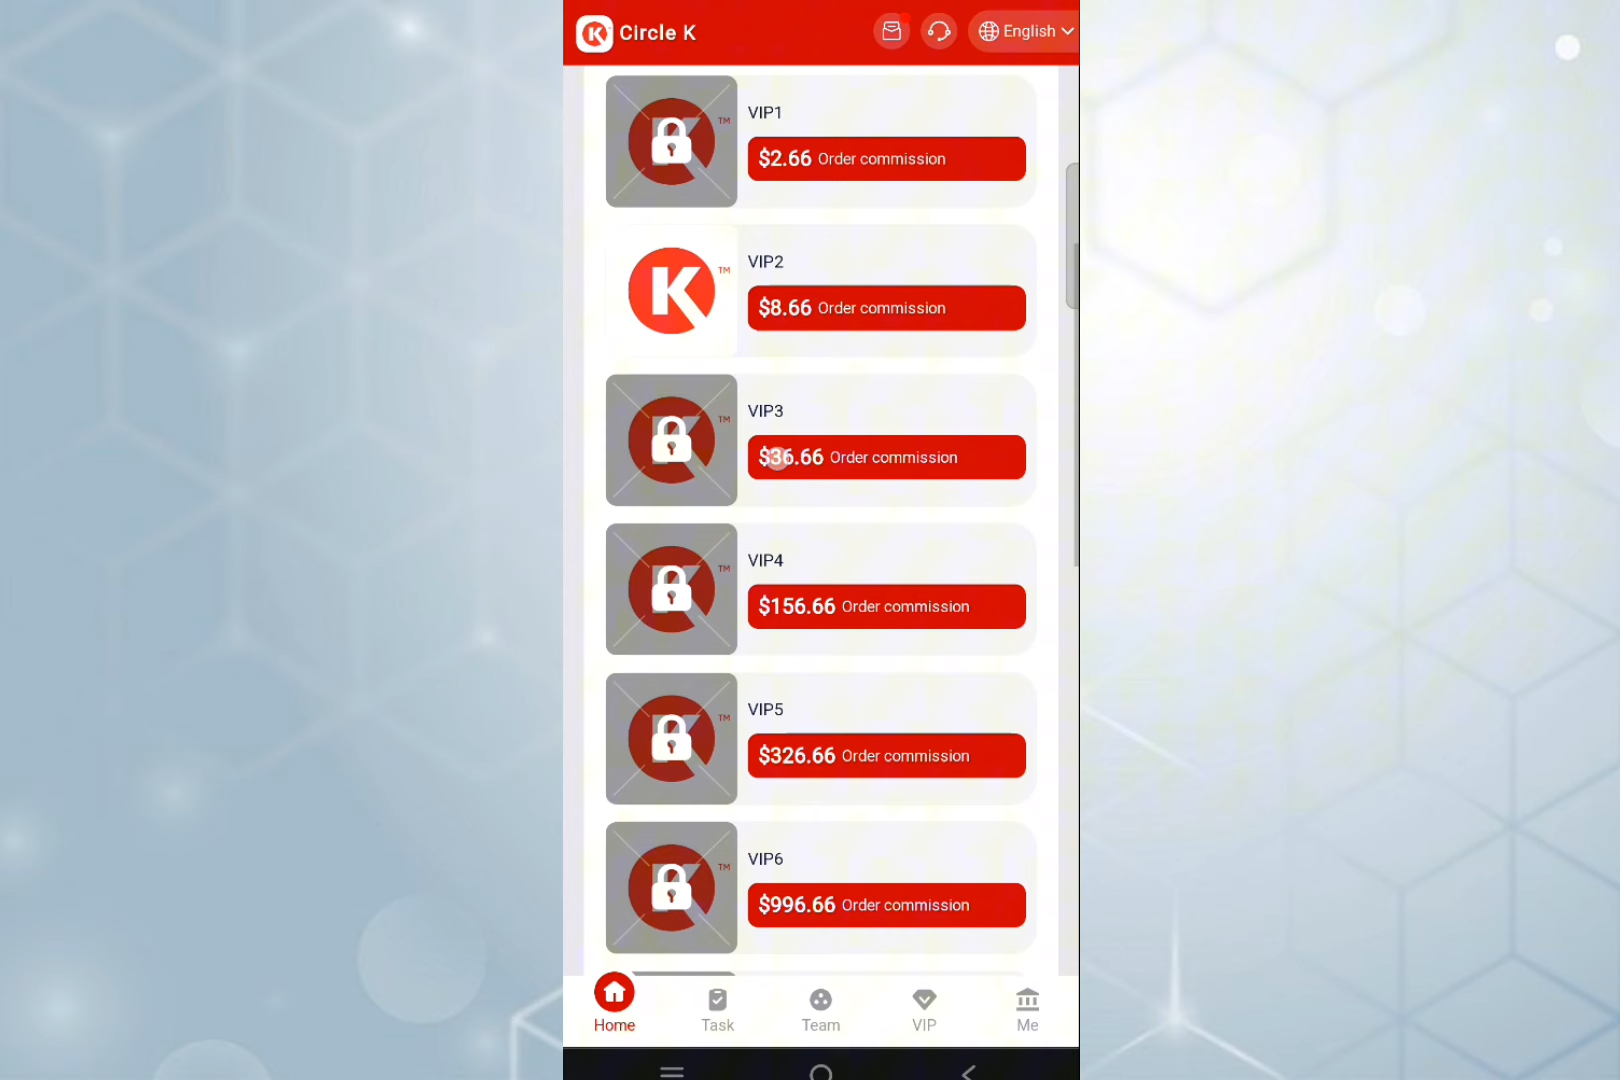 Circle K
English
VIP1
$2.66 Order commission
VIP2
$8.66 Order commission
VIP3
$36.66 Order commission
VIP4
$156.66 Order commission
VIP5
$326.66 Order commission
VIP6
$996.66 Order commission
Home Task Team VIP Me